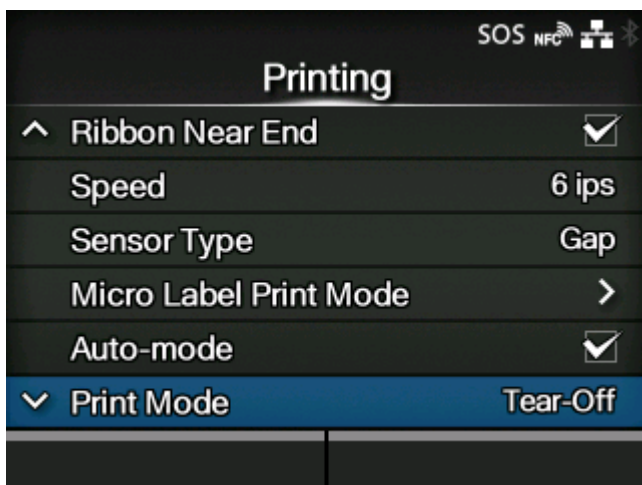 SOS NFC
Printing
Ribbon Near End
Speed 6 ips
Sensor Type Gap
Micro Label Print Mode
Auto-mode
Print Mode Tear-Off